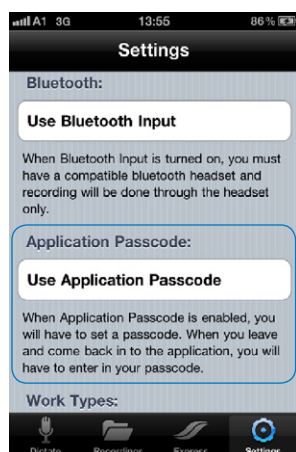 A1 3G 13:55 86%
Settings
Bluetooth:
Use Bluetooth Input
When Bluetooth Input is turned on, you must
have a compatible bluetooth headset and
recording will be done through the headset
only.
Application Passcode:
Use Application Passcode
When Application Passcode is enabled, you
will have to set a passcode. When you leave
and come back in to the application, you will
have to enter in your passcode.
Work Types:
Dictate Recordings Express Settings